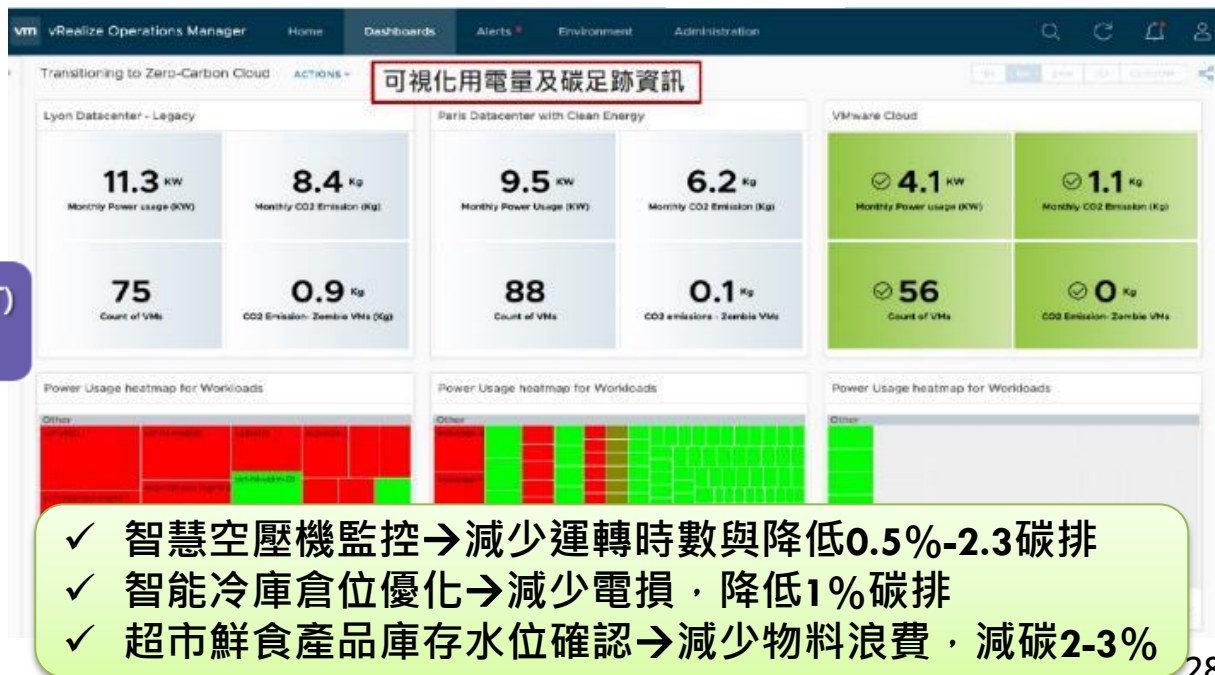 vm vRealize Operations Manager Home Dashboards Alerts Environment Administration
Transitioning to Zero-Carbon Cloud ACTIONS
可視化用電量及碳足跡資訊
Lyon Datacenter - Legacy
11.3 KW
Monthly Power usage (KW)
8.4 Kg
Monthly CO2 Emission (Kg)
75
Count of VMs
0.9 Kg
CO2 Emission- Zombie VMs (Kg)
Paris Datacenter with Clean Energy
9.5 KW
Monthly Power Usage (KW)
6.2 Kg
Monthly CO2 Emission (Kg)
88
Count of VMs
0.1 Kg
CO2 emissions - Zombie VMs
VMware Cloud
4.1 KW
Monthly Power usage (KW)
1.1 Kg
Monthly CO2 Emission (Kg)
56
Count of VMs
0 Kg
CO2 Emission- Zombie VMs
Power Usage heatmap for Workloads
Other
Power Usage heatmap for Workloads
Other
Power Usage heatmap for Workloads
Other
)
✓ 智慧空壓機監控→減少運轉時數與降低0.5%-2.3碳排
✓ 智能冷庫倉位優化→減少電損，降低1%碳排
✓ 超市鮮食產品庫存水位確認→減少物料浪費，減碳2-3%
28